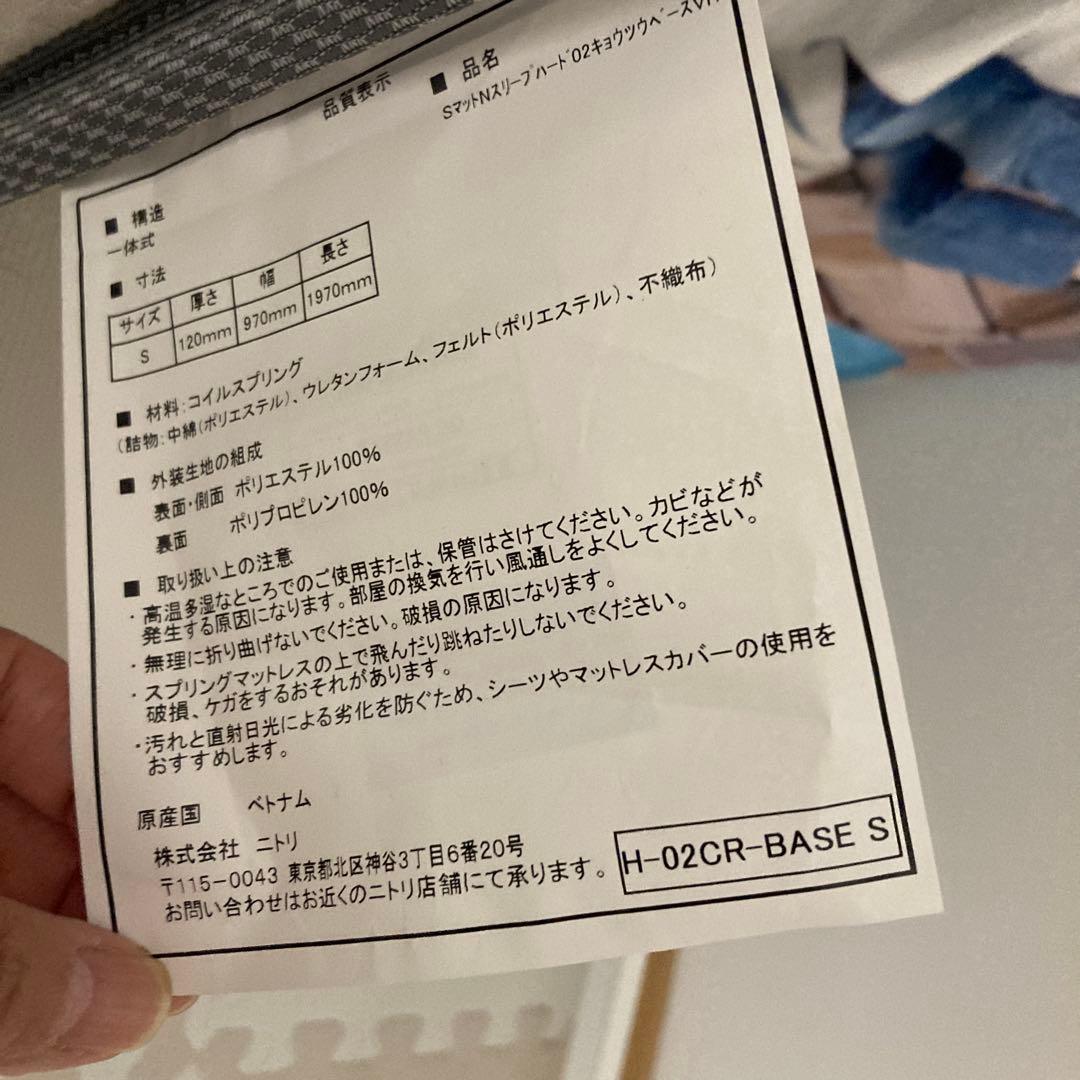 品質表示
■ 品名
SマットNスリープハード02キョウツウベースVH
■ 構造
一体式
■ 寸法
サイズ 厚さ 幅 長さ
S 120mm 970mm 1970mm
■ 材料:コイルスプリング
(詰物:中綿(ポリエステル)、ウレタンフォーム、フェルト(ポリエステル)、不織布)
■ 外装生地の組成
表面・側面 ポリエステル100%
裏面 ポリプロピレン100%
■ 取り扱い上の注意
・高温多湿なところでのご使用または、保管はさけてください。カビなどが
発生する原因になります。部屋の換気を行い風通しをよくしてください。
・無理に折り曲げないでください。破損の原因になります。
・スプリングマットレスの上で飛んだり跳ねたりしないでください。
破損、ケガをするおそれがあります。
・汚れと直射日光による劣化を防ぐため、シーツやマットレスカバーの使用を
おすすめします。
原産国 ベトナム
株式会社 ニトリ
〒115-0043 東京都北区神谷3丁目6番20号
お問い合わせはお近くのニトリ店舗にて承ります。
H-02CR-BASE S